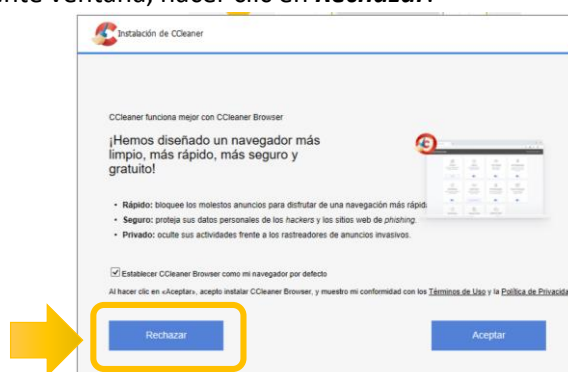 ventana, hacer clic en Rechazar.
Instalación de CCleaner
CCleaner funciona mejor con CCleaner Browser
¡Hemos diseñado un navegador más
limpio, más rápido, más seguro y
gratuito!
• Rápido: bloquee los molestos anuncios para disfrutar de una navegación más rápid
• Seguro: proteja sus datos personales de los hackers y los sitios web de phishing.
• Privado: oculte sus actividades frente a los rastreadores de anuncios invasivos.
Establecer CCleaner Browser como mi navegador por defecto
Al hacer clic en «Aceptar», acepto instalar CCleaner Browser, y muestro mi conformidad con los Términos de Uso y la Política de Privacida
Rechazar
Aceptar